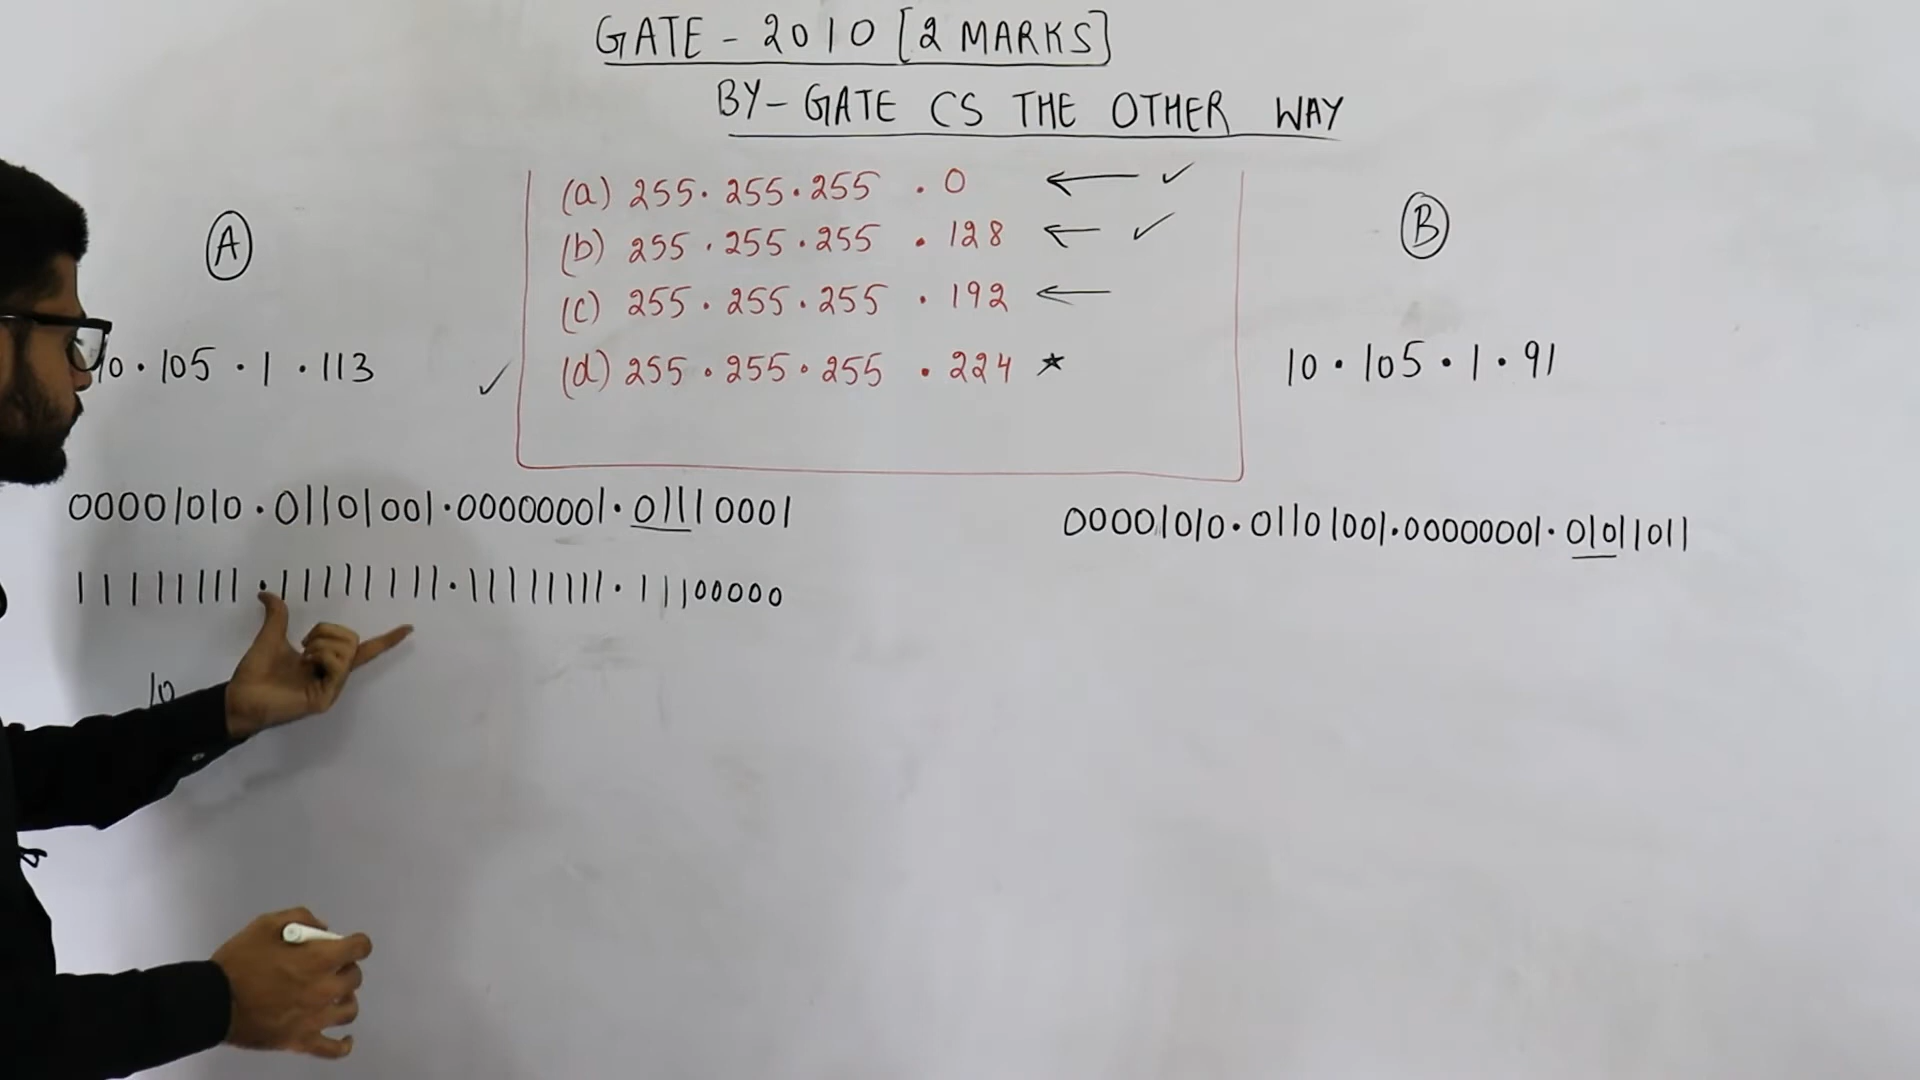 GATE - 2010 [2 MARKS]
BY - GATE CS THE OTHER WAY
(a) 255.255.255.0 ← ✓
(b) 255.255.255.128 ← ✓
(c) 255.255.255.192 ←
✓ (d) 255.255.255.224 ★
A
10.105.1.113
00001010.01101001.00000001.01110001
11111111.11111111.11111111.11100000
10
B
10.105.1.91
00001010.01101001.00000001.01011011